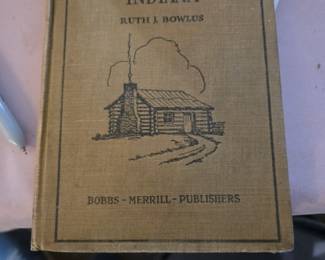 INDIANA
RUTH J. BOWLUS
BOBBS - MERRILL - PUBLISHERS